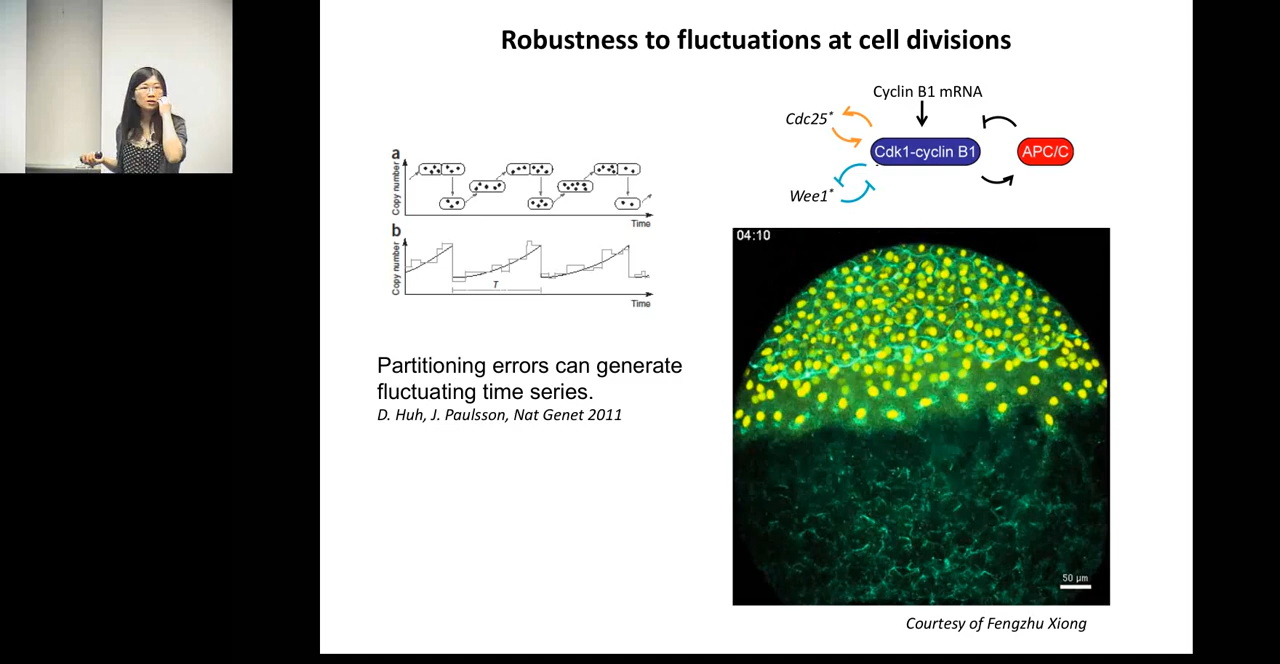 Robustness to fluctuations at cell divisions
a
Copy number
Time
b
Copy number
T
Time
Partitioning errors can generate
fluctuating time series.
D. Huh, J. Paulsson, Nat Genet 2011
Cyclin B1 mRNA
Cdc25*
Cdk1-cyclin B1
APC/C
Wee1*
04:10
50 µm
Courtesy of Fengzhu Xiong